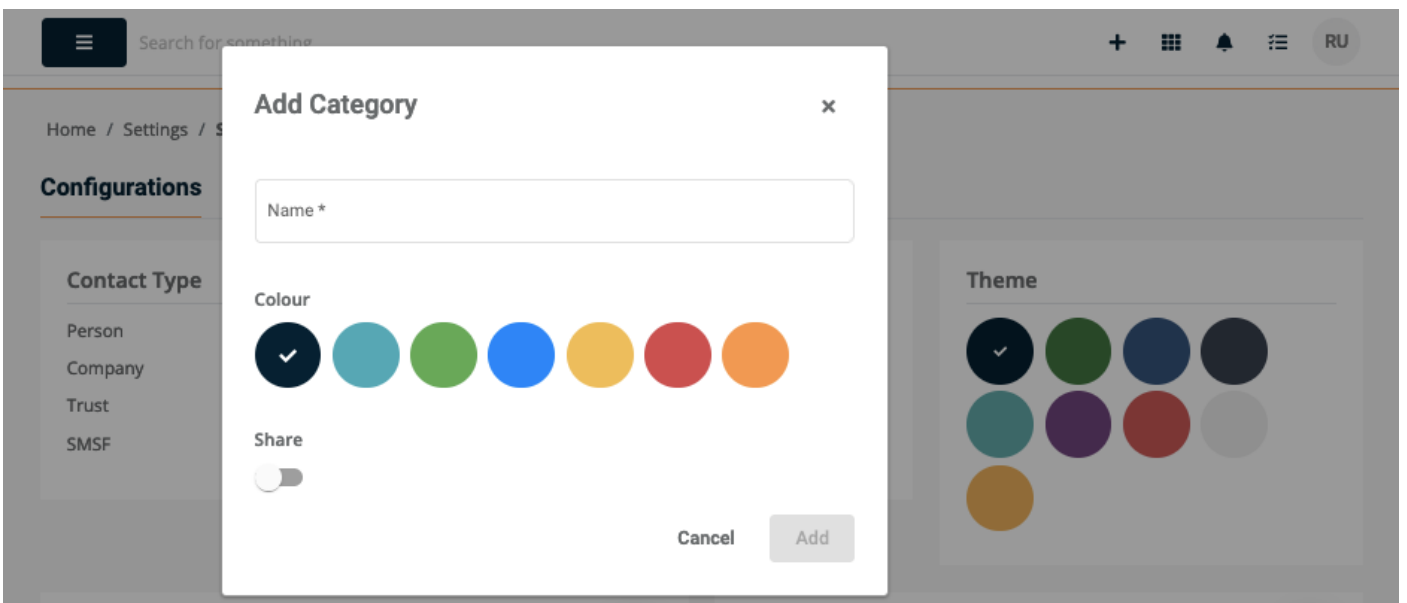 Search for something
RU
Add Category
Home / Settings /
Configurations
Name *
Contact Type
Person
Company
Trust
SMSF
Colour
Share
Cancel
Add
Theme